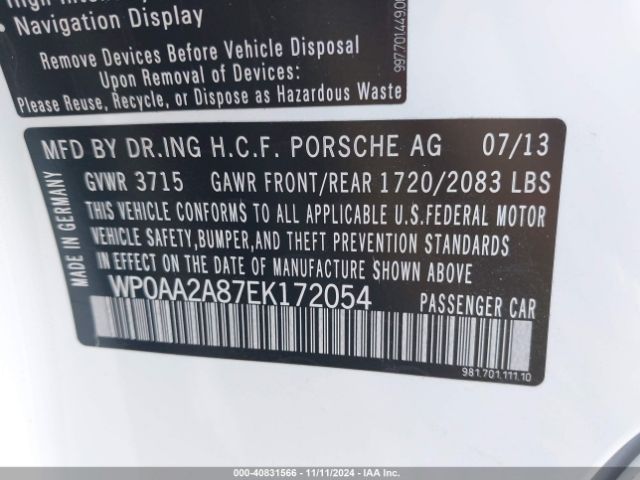 Navigation Display
Remove Devices Before Vehicle Disposal
Upon Removal of Devices:
Please Reuse, Recycle, or Dispose as Hazardous Waste
MFD BY DR.ING H.C.F. PORSCHE AG 07/13
GVWR 3715 GAWR FRONT/REAR 1720/2083 LBS
THIS VEHICLE CONFORMS TO ALL APPLICABLE U.S.FEDERAL MOTOR
VEHICLE SAFETY,BUMPER,AND THEFT PREVENTION STANDARDS
IN EFFECT ON THE DATE OF MANUFACTURE SHOWN ABOVE
MADE IN GERMANY
WP0AA2A87EK172054 PASSENGER CAR
981.701.111.10
#40831566 - 11/11/2024 - IAA Inc.